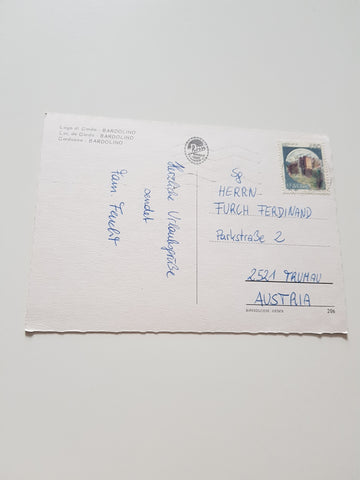 Lago di Garda - BARDOLINO
Lac de Garde - BARDOLINO
Gardasee - BARDOLINO
Herzliche Urlaubsgrüße
sendet
Fam
HERRN
FURCH FERDINAND
Parkstraße 2
2521 TRUMAU
AUSTRIA
206